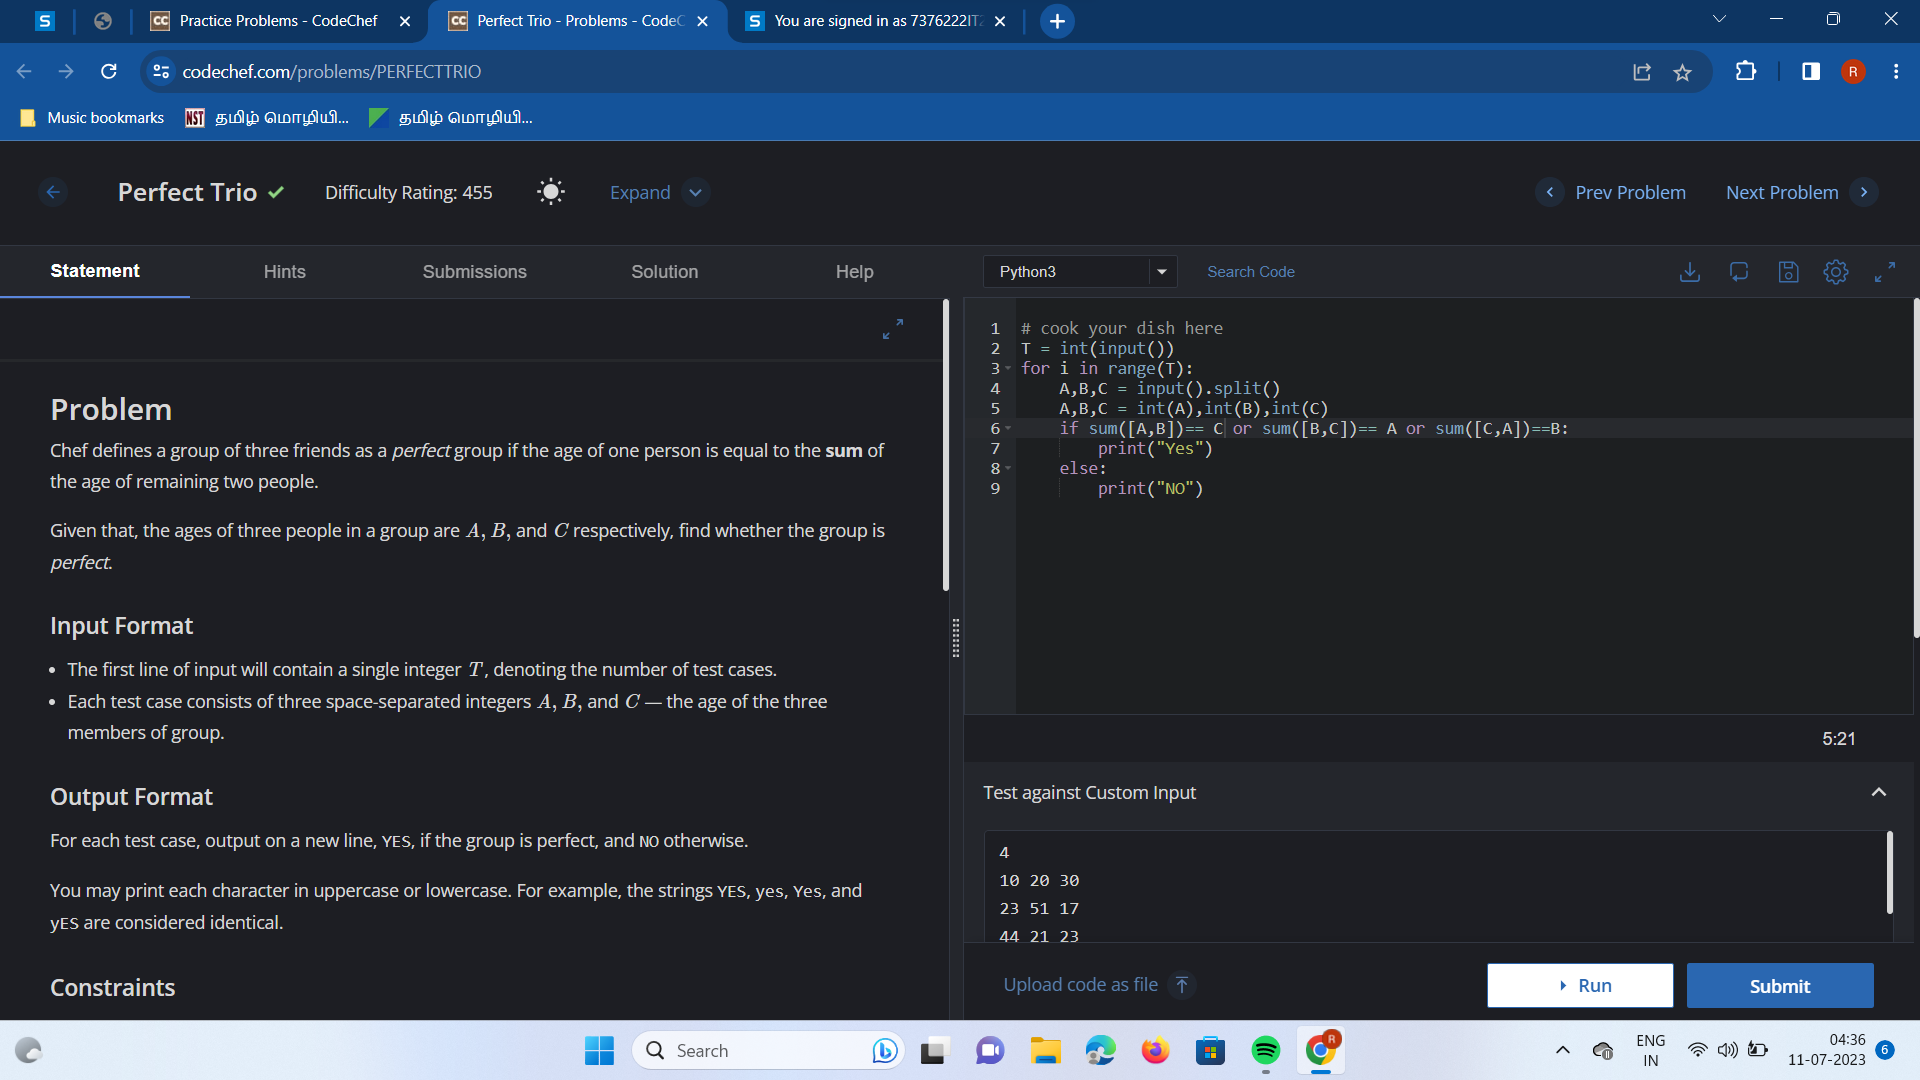 Practice Problems - CodeChef
Perfect Trio - Problems - CodeC
You are signed in as 7376222IT2
codechef.com/problems/PERFECTTRIO
R
Music bookmarks
NST
தமிழ் மொழியி...
தமிழ் மொழியி...
Perfect Trio
Difficulty Rating: 455
Expand
Prev Problem
Next Problem
Statement
Hints
Submissions
Solution
Help
Python3
Search Code
Problem
Chef defines a group of three friends as a perfect group if the age of one person is equal to the sum of
the age of remaining two people.
Given that, the ages of three people in a group are A, B, and C respectively, find whether the group is
perfect.
Input Format
• The first line of input will contain a single integer T, denoting the number of test cases.
• Each test case consists of three space-separated integers A, B, and C — the age of the three
members of group.
Output Format
For each test case, output on a new line, YES, if the group is perfect, and NO otherwise.
You may print each character in uppercase or lowercase. For example, the strings YES, yes, Yes, and
yES are considered identical.
Constraints
1 # cook your dish here
2 T = int(input())
3 for i in range(T):
4 A,B,C = input().split()
5 A,B,C = int(A),int(B),int(C)
6 if sum([A,B])== C or sum([B,C])== A or sum([C,A])==B:
7 print("Yes")
8 else:
9 print("NO")
5:21
Test against Custom Input
4
10 20 30
23 51 17
44 21 23
Upload code as file
Run
Submit
Search
R
ENG
IN
04:36
11-07-2023
6